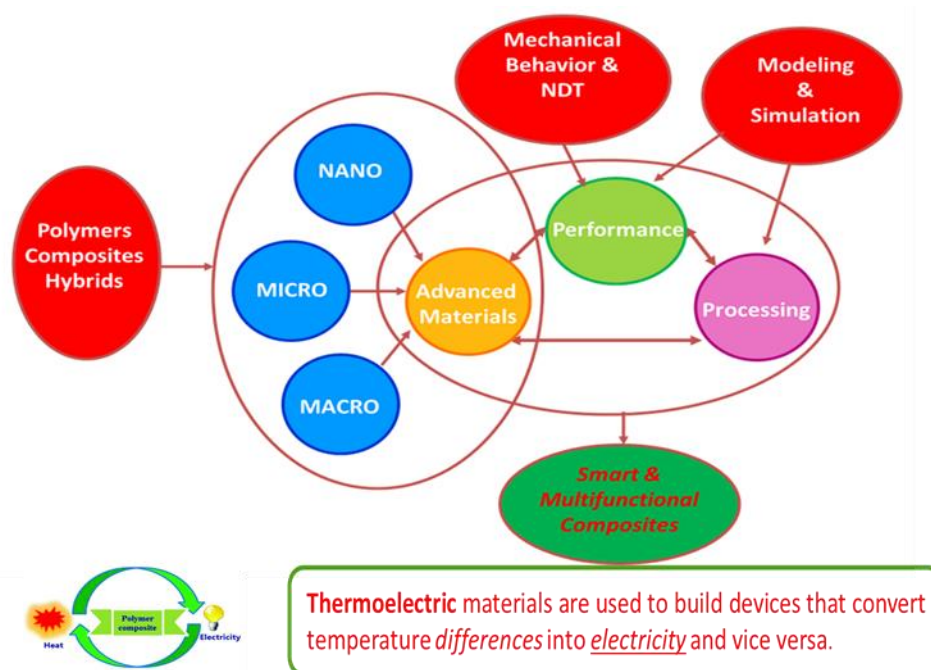 Mechanical
Behavior &
NDT
Modeling
&
Simulation
NANO
Polymers
Composites
Hybrids
Performance
MICRO
Advanced
Materials
Processing
MACRO
Smart &
Multifunctional
Composites
Polymer
composite
Heat
Electricity
Thermoelectric materials are used to build devices that convert
temperature differences into electricity and vice versa.